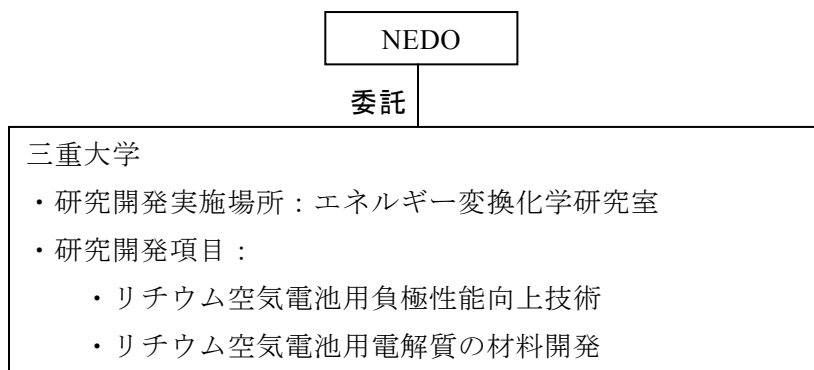 NEDO
委託
三重大学
・研究開発実施場所：エネルギー変換化学研究室
・研究開発項目：
・リチウム空気電池用負極性能向上技術
・リチウム空気電池用電解質の材料開発